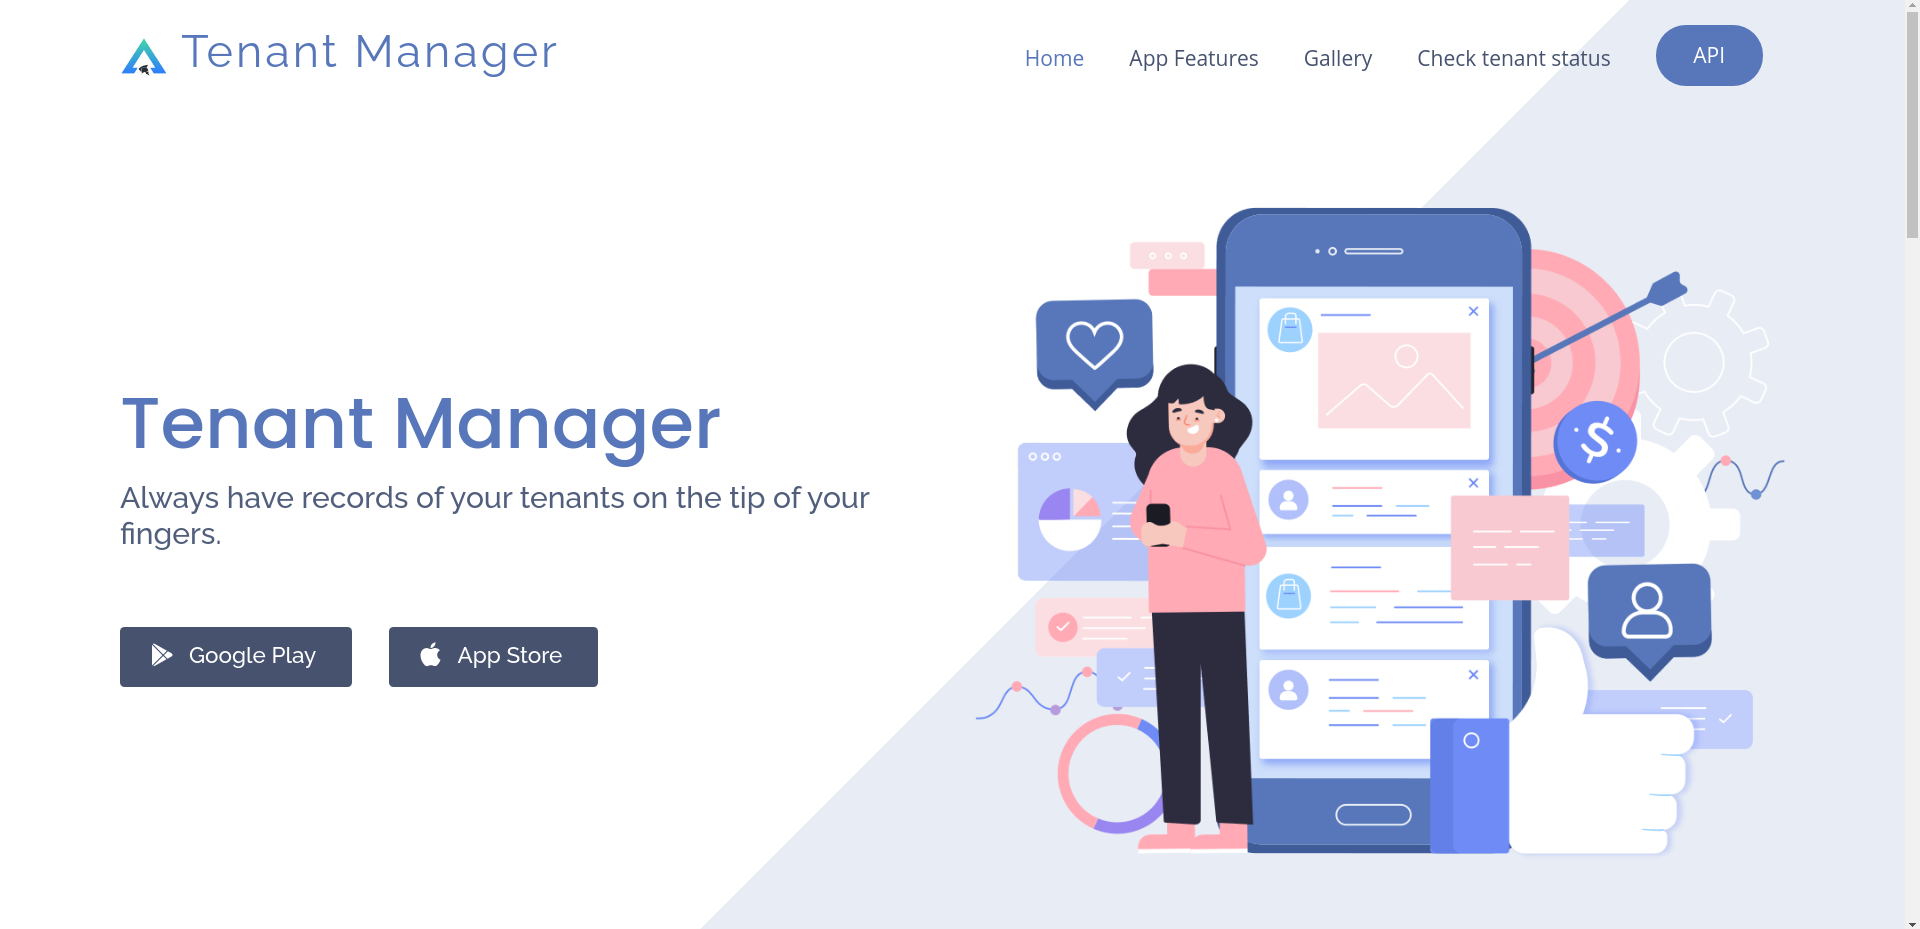 Tenant Manager
Home
App Features
Gallery
Check tenant status
API
Tenant Manager
Always have records of your tenants on the tip of your
fingers.
Google Play
App Store